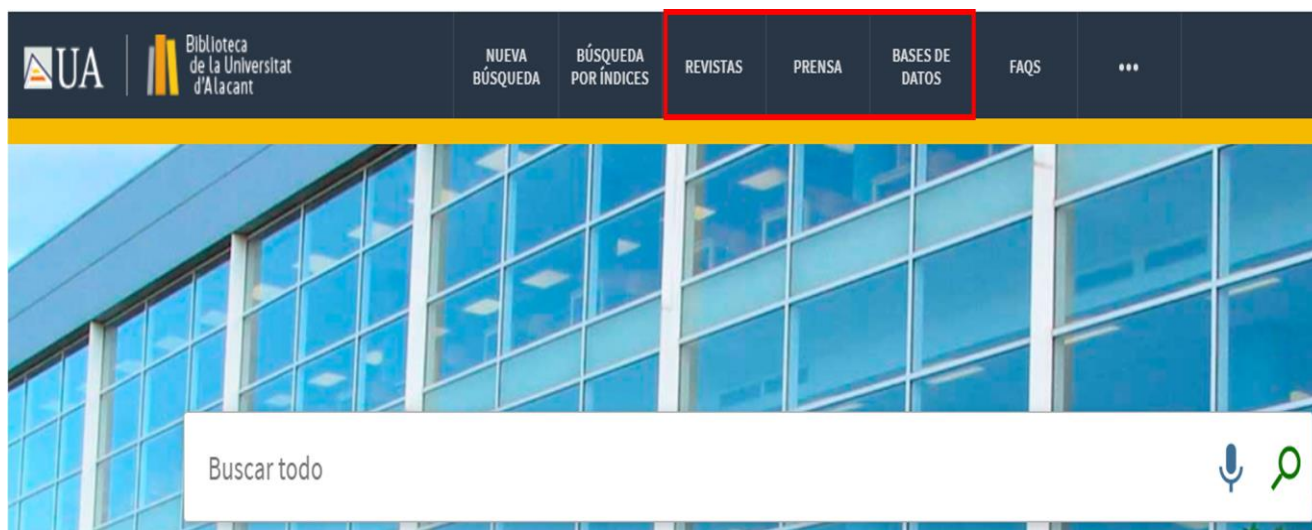 UA
Biblioteca
de la Universitat
d'Alacant
NUEVA
BÚSQUEDA
BÚSQUEDA
POR ÍNDICES
REVISTAS
PRENSA
BASES DE
DATOS
FAQS
•••
Buscar todo